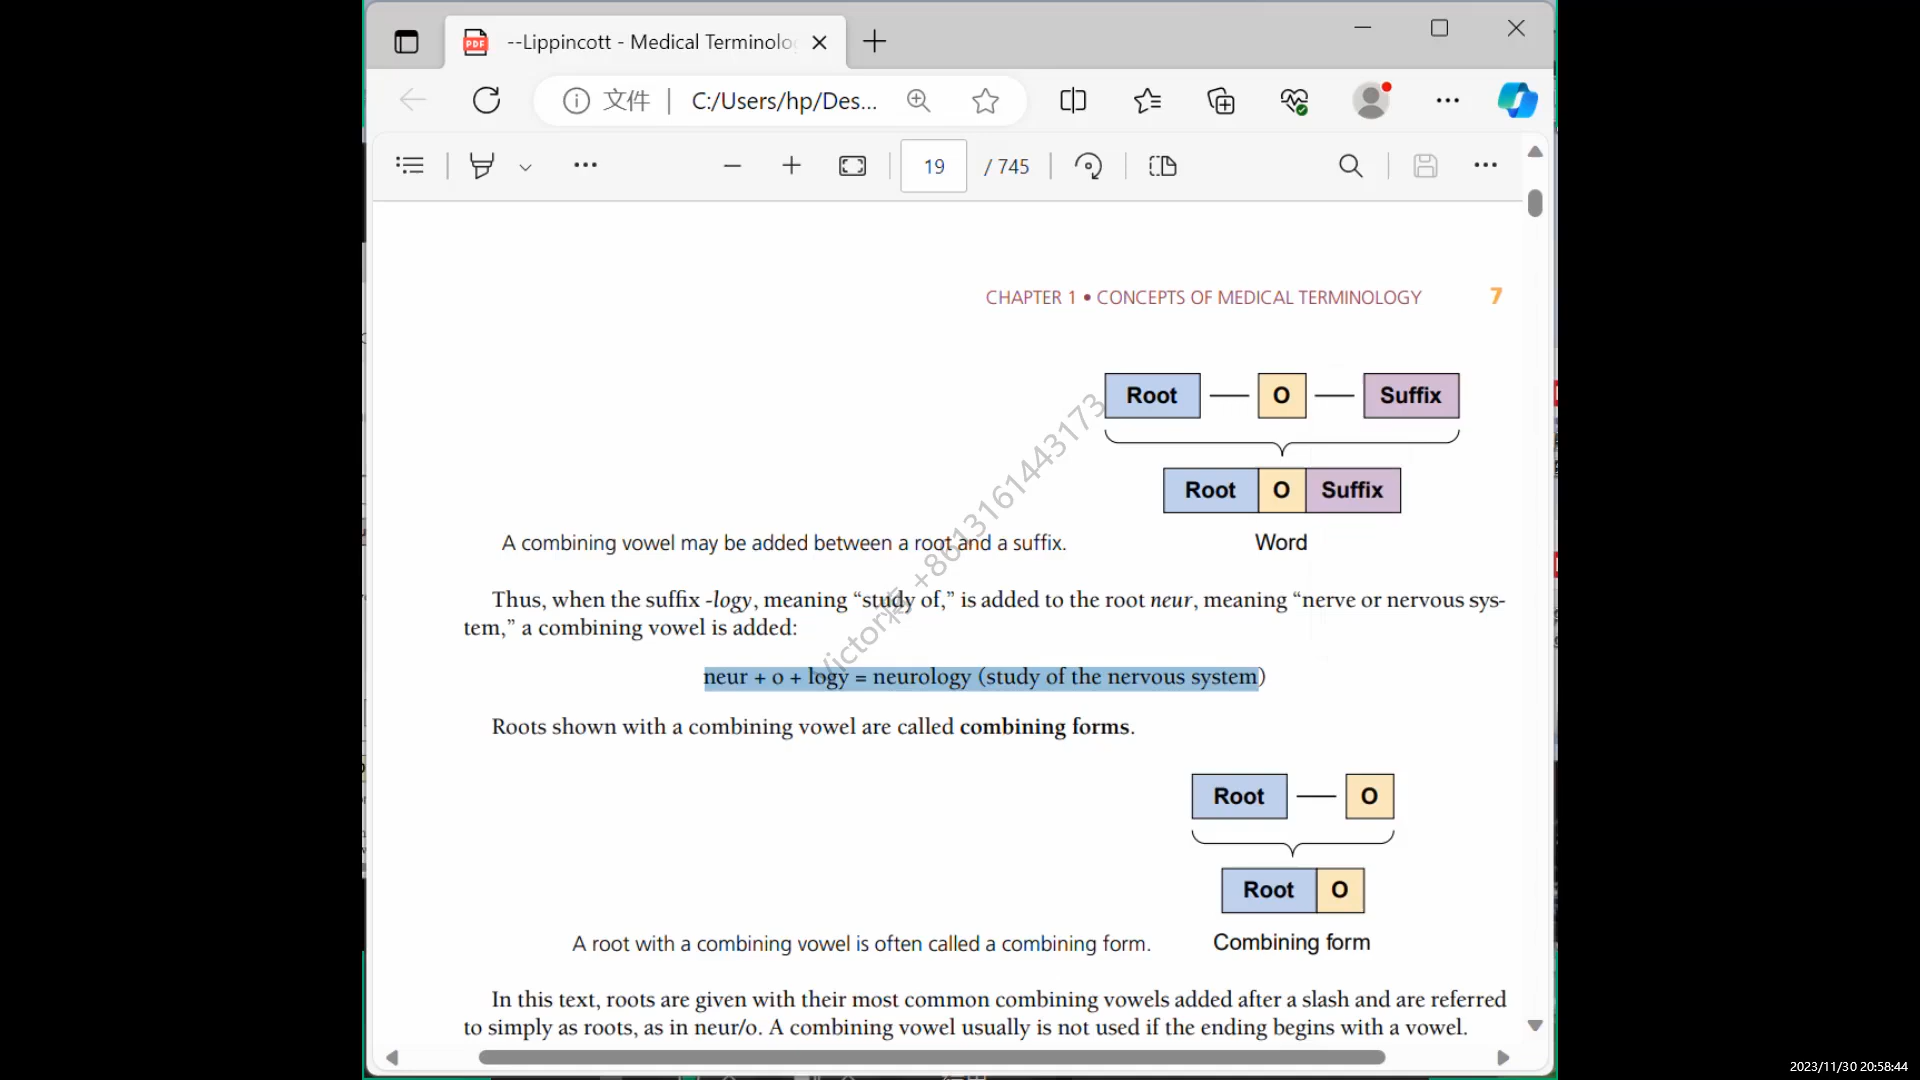 --Lippincott - Medical Terminolo
文件 | C:/Users/hp/Des...
19 / 745
CHAPTER 1 • CONCEPTS OF MEDICAL TERMINOLOGY 7
Root O Suffix
Root O Suffix
A combining vowel may be added between a root and a suffix. Word
Thus, when the suffix -logy, meaning “study of,” is added to the root neur, meaning “nerve or nervous sys-
tem,” a combining vowel is added:
neur + o + logy = neurology (study of the nervous system)
Roots shown with a combining vowel are called combining forms.
Root O
Root O
A root with a combining vowel is often called a combining form. Combining form
In this text, roots are given with their most common combining vowels added after a slash and are referred
to simply as roots, as in neur/o. A combining vowel usually is not used if the ending begins with a vowel.
+8613161443173
2023/11/30 20:58:44